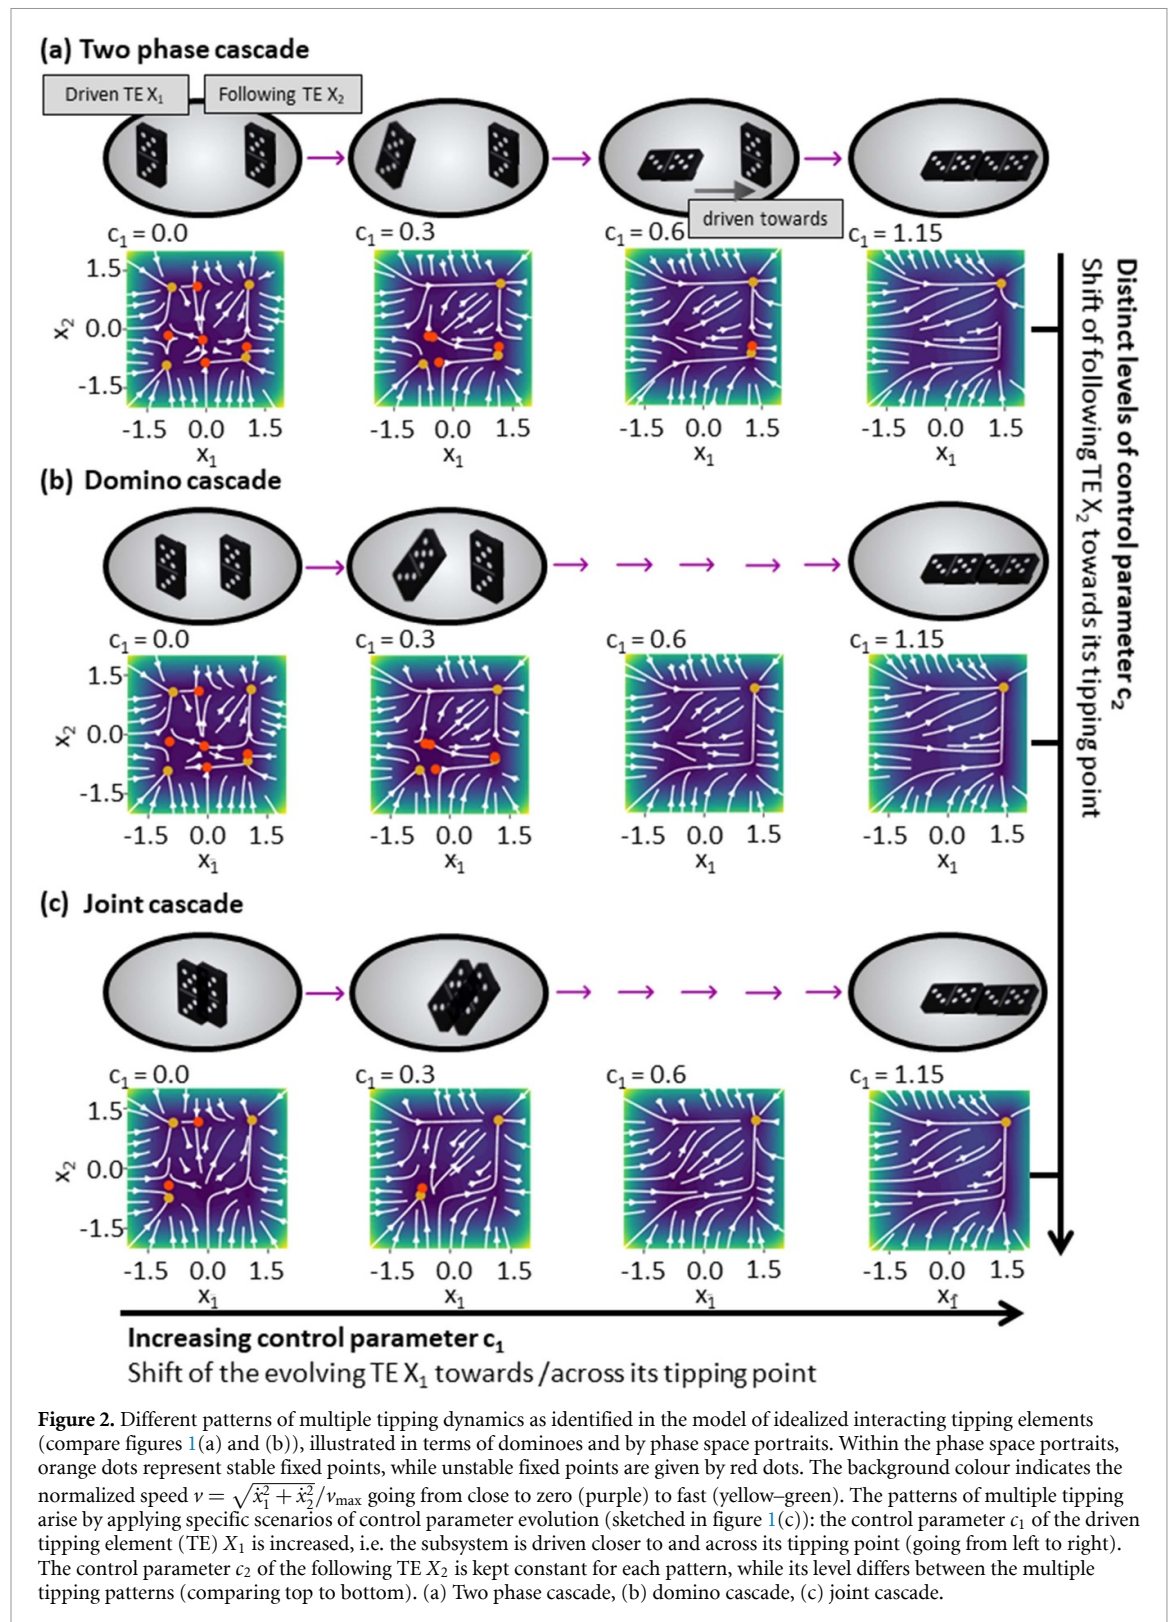 (a) Two phase cascade
Driven TE X₁
Following TE X₂
driven towards
c₁ = 0.0
c₁ = 0.3
c₁ = 0.6
c₁ = 1.15
1.5
0.0
-1.5
x₂
-1.5 0.0 1.5
-1.5 0.0 1.5
-1.5 0.0 1.5
-1.5 0.0 1.5
x₁
x₁
x₁
x₁
(b) Domino cascade
c₁ = 0.0
c₁ = 0.3
c₁ = 0.6
c₁ = 1.15
1.5
0.0
-1.5
x₂
-1.5 0.0 1.5
-1.5 0.0 1.5
-1.5 0.0 1.5
-1.5 0.0 1.5
x₁
x₁
x₁
x₁
(c) Joint cascade
c₁ = 0.0
c₁ = 0.3
c₁ = 0.6
c₁ = 1.15
1.5
0.0
-1.5
x₂
-1.5 0.0 1.5
-1.5 0.0 1.5
-1.5 0.0 1.5
-1.5 0.0 1.5
x₁
x₁
x₁
x₁
Distinct levels of control parameter c₂
Shift of following TE X₂ towards its tipping point
Increasing control parameter c₁
Shift of the evolving TE X₁ towards /across its tipping point
Figure 2. Different patterns of multiple tipping dynamics as identified in the model of idealized interacting tipping elements
(compare figures 1(a) and (b)), illustrated in terms of dominoes and by phase space portraits. Within the phase space portraits,
orange dots represent stable fixed points, while unstable fixed points are given by red dots. The background colour indicates the
normalized speed v = √(ẋ₁² + ẋ₂²)/v_max going from close to zero (purple) to fast (yellow–green). The patterns of multiple tipping
arise by applying specific scenarios of control parameter evolution (sketched in figure 1(c)): the control parameter c₁ of the driven
tipping element (TE) X₁ is increased, i.e. the subsystem is driven closer to and across its tipping point (going from left to right).
The control parameter c₂ of the following TE X₂ is kept constant for each pattern, while its level differs between the multiple
tipping patterns (comparing top to bottom). (a) Two phase cascade, (b) domino cascade, (c) joint cascade.